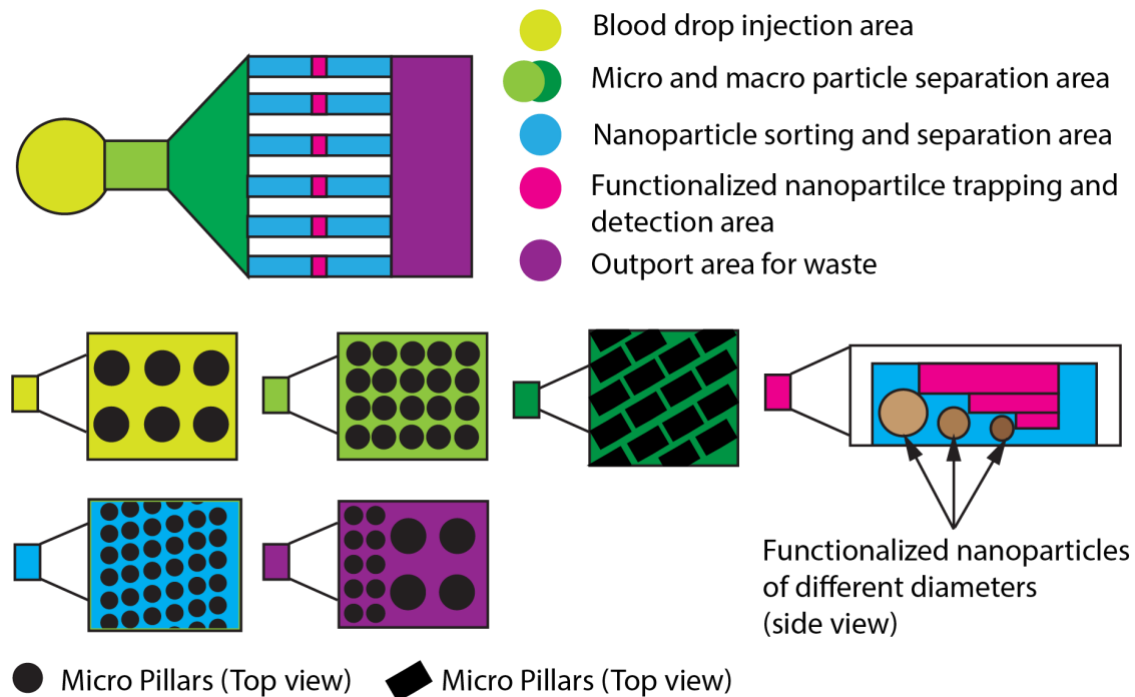 Blood drop injection area
Micro and macro particle separation area
Nanoparticle sorting and separation area
Functionalized nanopartilce trapping and
detection area
Outport area for waste
Functionalized nanoparticles
of different diameters
(side view)
Micro Pillars (Top view)
Micro Pillars (Top view)